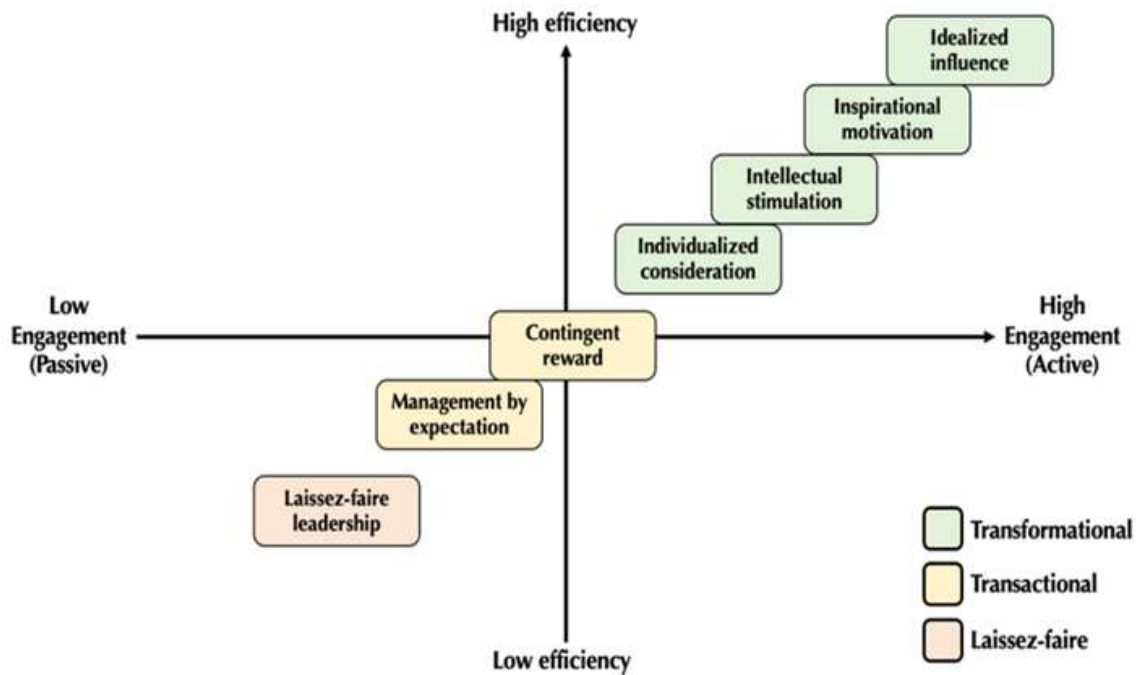 High efficiency
Idealized
influence
Inspirational
motivation
Intellectual
stimulation
Individualized
consideration
Low
Engagement
(Passive)
Contingent
reward
High
Engagement
(Active)
Management by
expectation
Laissez-faire
leadership
Transformational
Transactional
Laissez-faire
Low efficiency